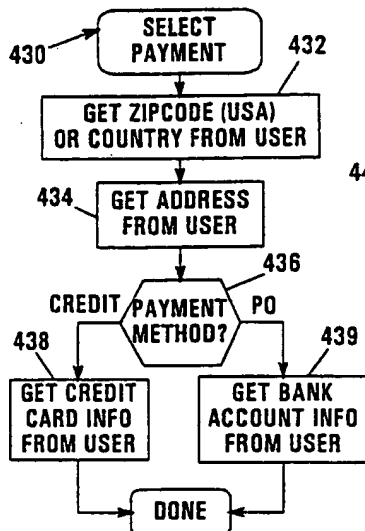 430
SELECT
PAYMENT
432
GET ZIPCODE (USA)
OR COUNTRY FROM USER
434
GET ADDRESS
FROM USER
44
436
CREDIT
PAYMENT
METHOD?
PO
438
GET CREDIT
CARD INFO
FROM USER
439
GET BANK
ACCOUNT INFO
FROM USER
DONE